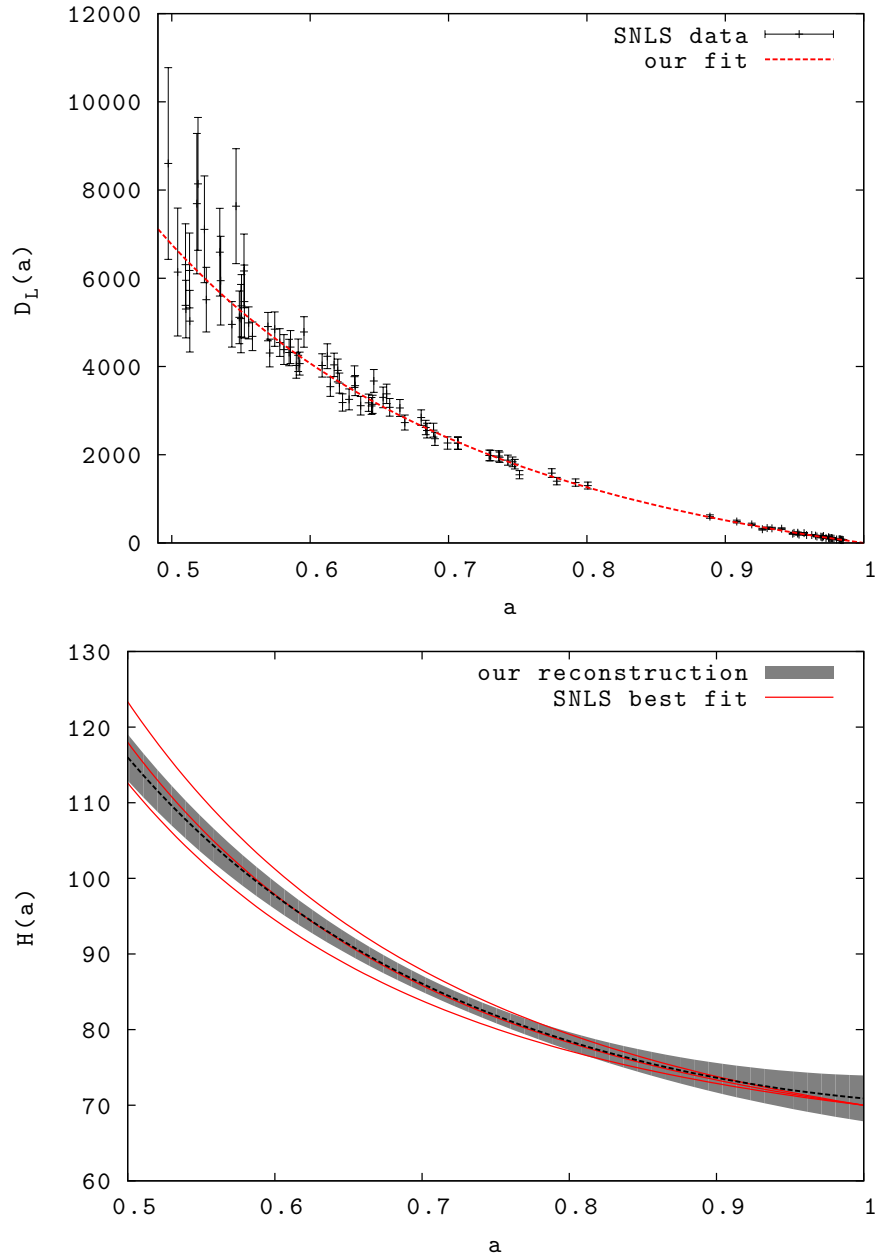 12000
SNLS data
our fit
10000
8000
6000
4000
2000
0
D_L(a)
0.5 0.6 0.7 0.8 0.9 1
a
130
our reconstruction
SNLS best fit
120
110
100
90
80
70
60
H(a)
0.5 0.6 0.7 0.8 0.9 1
a